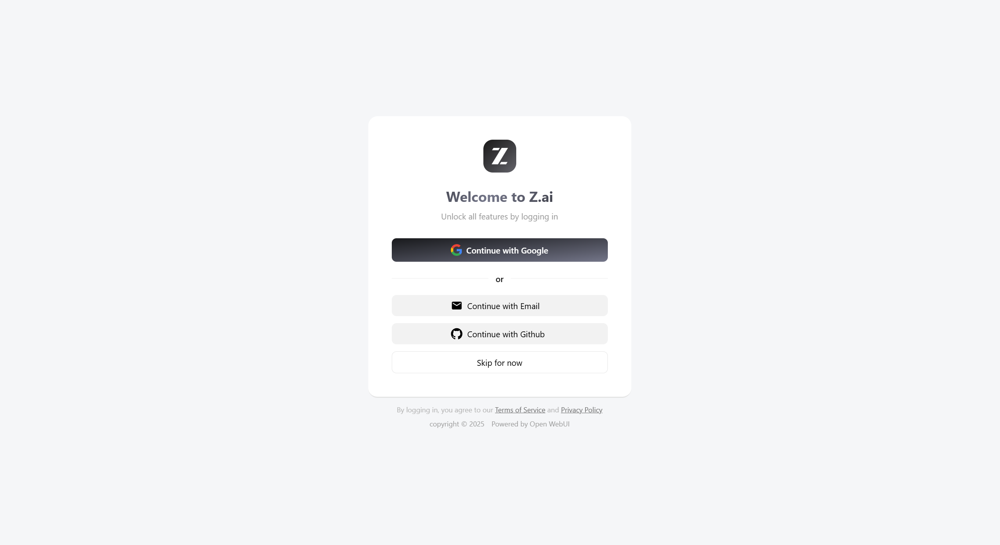 Z
Welcome to Z.ai
Unlock all features by logging in
Continue with Google
or
Continue with Email
Continue with Github
Skip for now
By logging in, you agree to our Terms of Service and Privacy Policy
copyright © 2025 Powered by Open WebUI